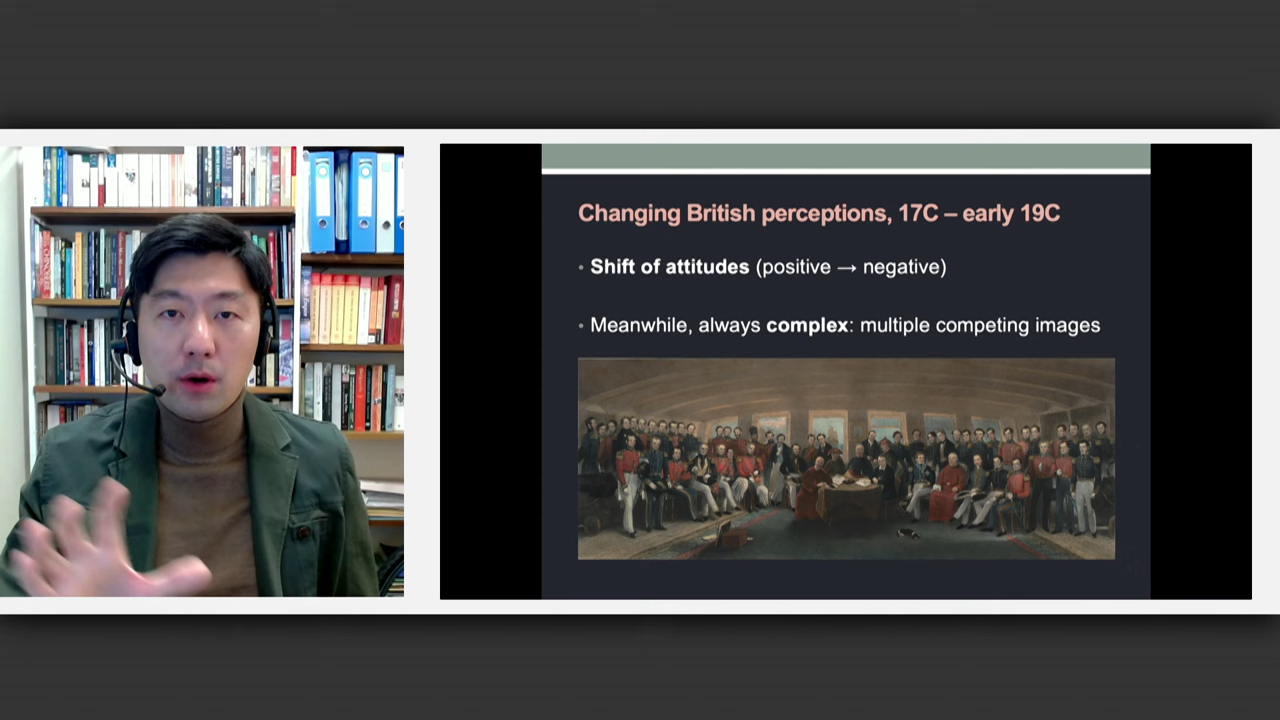 Changing British perceptions, 17C – early 19C
• Shift of attitudes (positive → negative)
• Meanwhile, always complex: multiple competing images